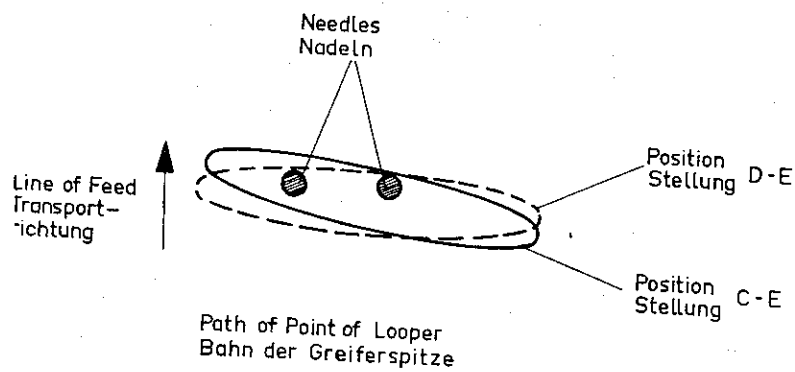 Needles
Nadeln
Line of Feed
Transport-
richtung
Position
Stellung D-E
Position
Stellung C-E
Path of Point of Looper
Bahn der Greiferspitze